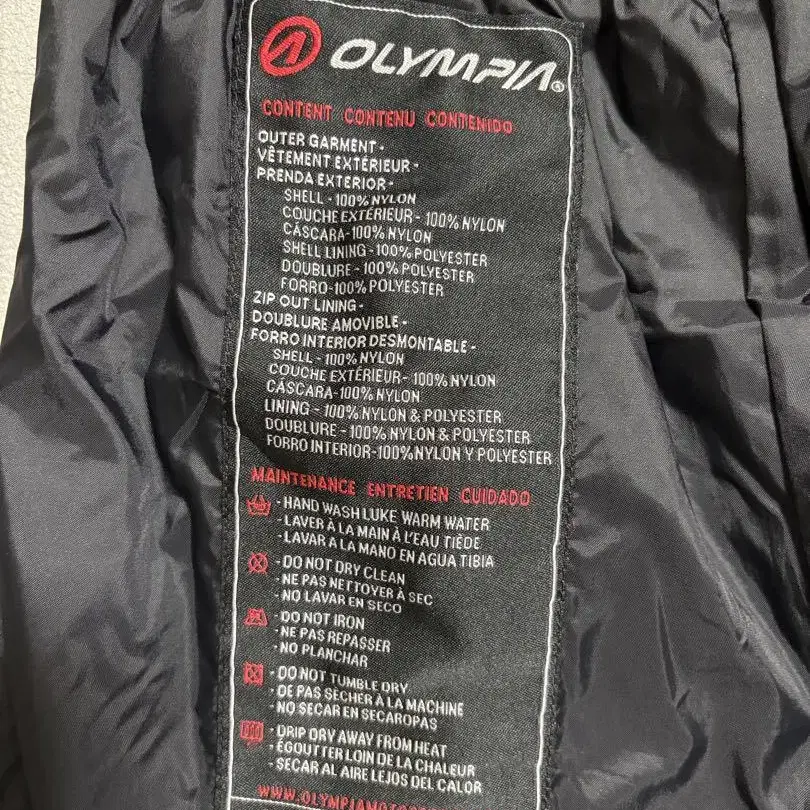 OLYMPIA®
CONTENT CONTENU CONTENIDO
OUTER GARMENT -
VÊTEMENT EXTÉRIEUR -
PRENDA EXTERIOR -
SHELL - 100% NYLON
COUCHE EXTÉRIEUR - 100% NYLON
CÁSCARA-100% NYLON
SHELL LINING - 100% POLYESTER
DOUBLURE - 100% POLYESTER
FORRO-100% POLYESTER
ZIP OUT LINING -
DOUBLURE AMOVIBLE -
FORRO INTERIOR DESMONTABLE -
SHELL - 100% NYLON
COUCHE EXTÉRIEUR- 100% NYLON
CÁSCARA-100% NYLON
LINING - 100% NYLON & POLYESTER
DOUBLURE - 100% NYLON & POLYESTER
FORRO INTERIOR-100%NYLON Y POLYESTER
MAINTENANCE ENTRETIEN CUIDADO
- HAND WASH LUKE WARM WATER
- LAVER À LA MAIN À L'EAU TIÈDE
- LAVAR A LA MANO EN AGUA TIBIA
- DO NOT DRY CLEAN
- NE PAS NETTOYER À SEC
- NO LAVAR EN SECO
- DO NOT IRON
- NE PAS REPASSER
- NO PLANCHAR
- DO NOT TUMBLE DRY
- DE PAS SÈCHER À LA MACHINE
- NO SECAR EN SECAROPAS
- DRIP DRY AWAY FROM HEAT
- ÉGOUTTER LOIN DE LA CHALEUR
- SECAR AL AIRE LEJOS DEL CALOR